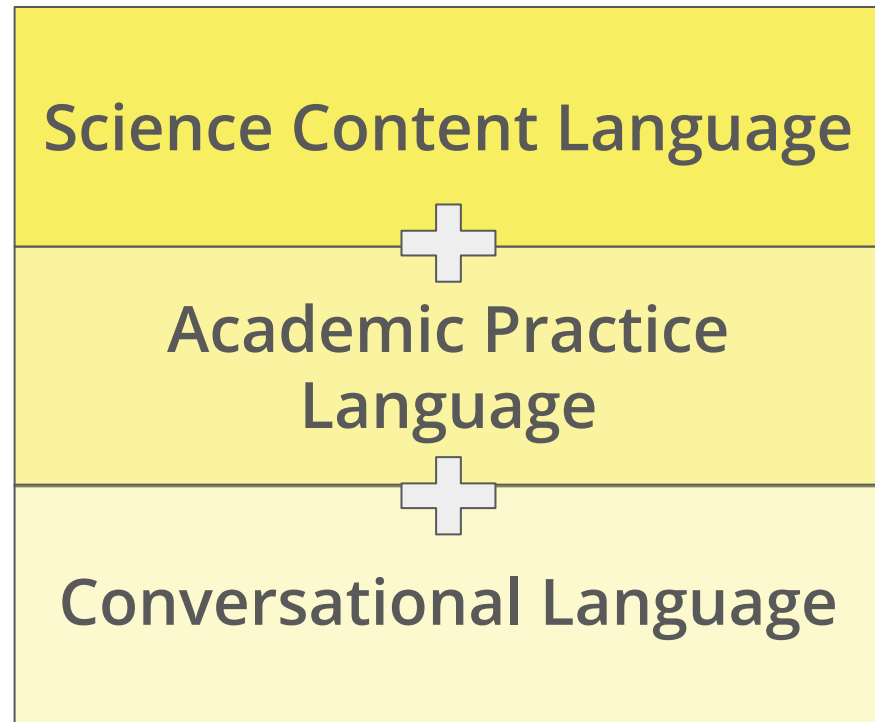 Science Content Language
Academic Practice
Language
Conversational Language